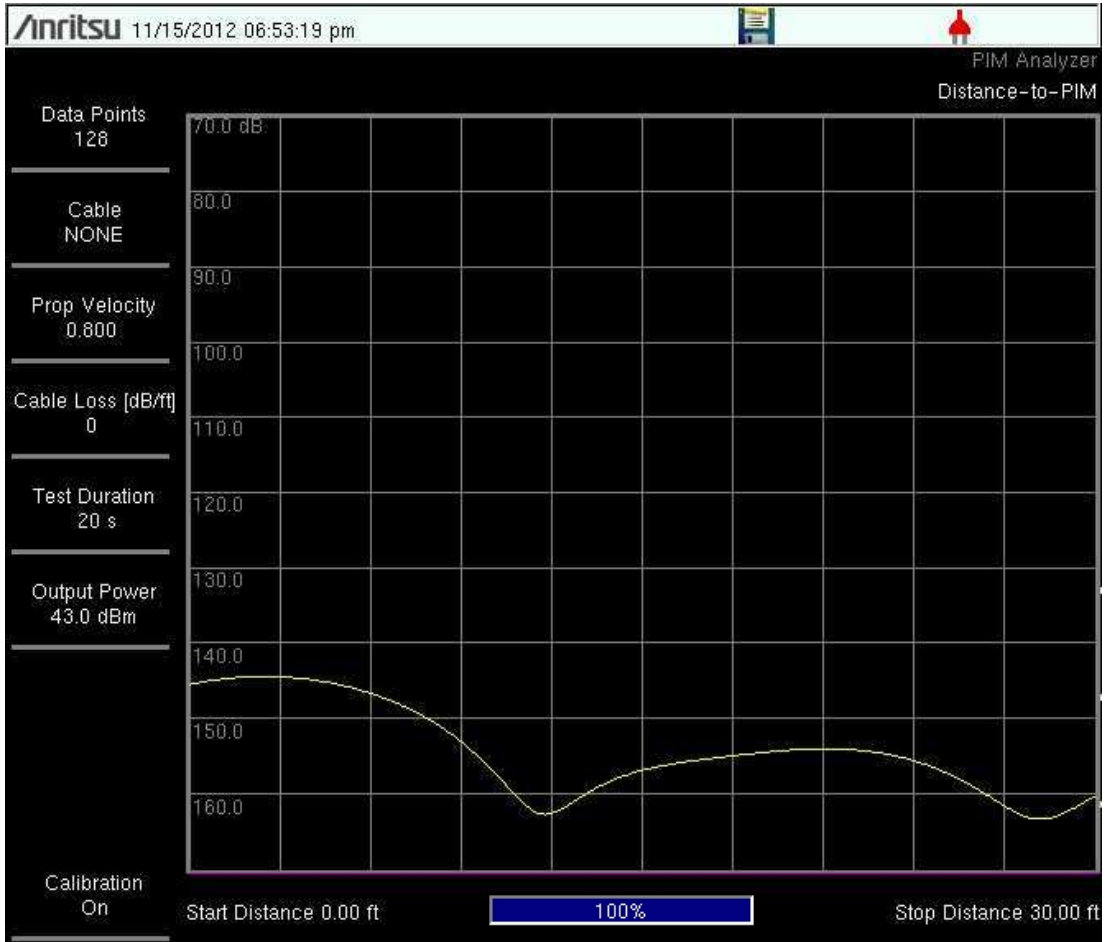 Anritsu 11/15/2012 06:53:19 pm
PIM Analyzer
Distance-to-PIM
Data Points
128
Cable
NONE
Prop Velocity
0.800
Cable Loss [dB/ft]
0
Test Duration
20 s
Output Power
43.0 dBm
Calibration
On
70.0 dB
80.0
90.0
100.0
110.0
120.0
130.0
140.0
150.0
160.0
Start Distance 0.00 ft
100%
Stop Distance 30.00 ft